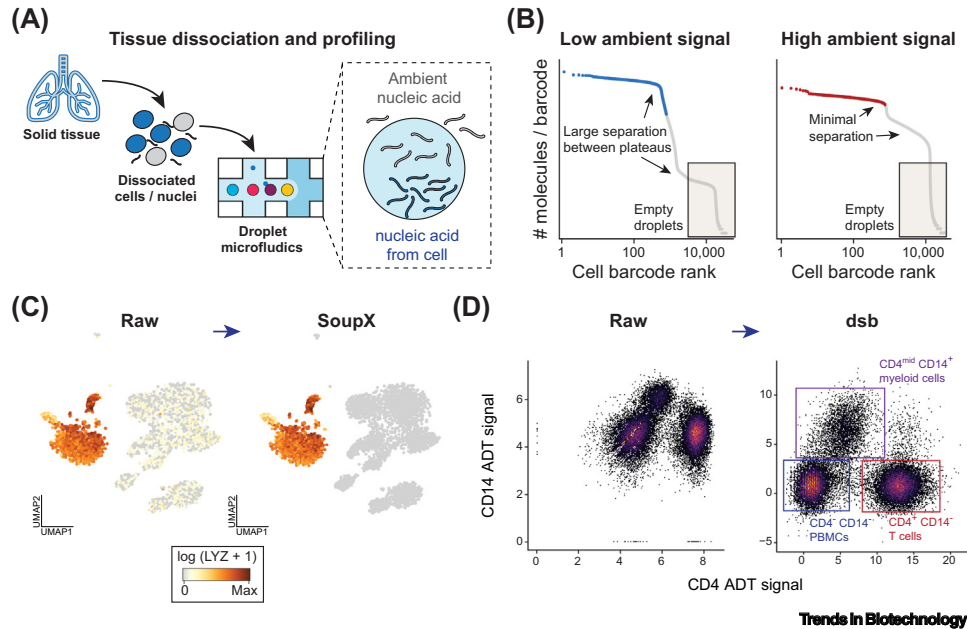 (A)
Tissue dissociation and profiling
Solid tissue
Dissociated
cells / nuclei
Droplet
microfludics
Ambient
nucleic acid
nucleic acid
from cell
(B)
Low ambient signal
High ambient signal
# molecules / barcode
Large separation
between plateaus
Empty
droplets
1
100
10,000
Cell barcode rank
Minimal
separation
Empty
droplets
1
100
10,000
Cell barcode rank
(C)
Raw
SoupX
UMAP2
UMAP1
UMAP2
UMAP1
log (LYZ + 1)
0
Max
(D)
Raw
dsb
CD14 ADT signal
6
4
2
0
0
2
4
6
8
10
5
0
−5
0
5
10
15
20
CD4mid CD14+
myeloid cells
CD4- CD14-
PBMCs
CD4+ CD14-
T cells
CD4 ADT signal
Trends in Biotechnology